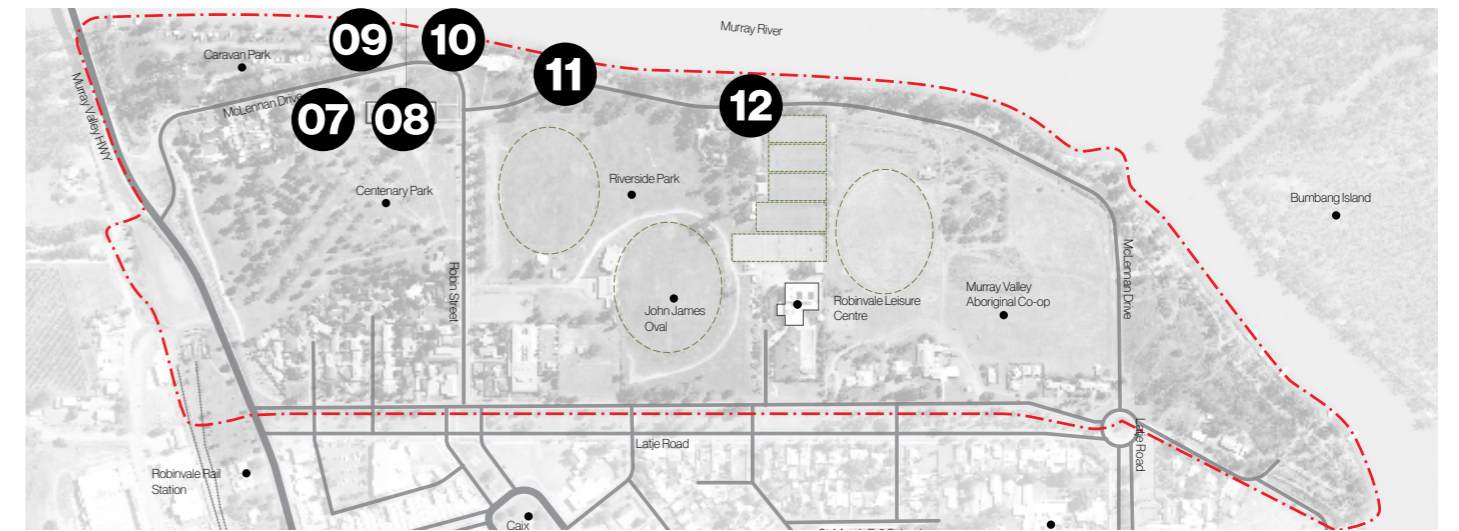 Murray River
09
10
Caravan Park
11
Murray Valley HWY
McLennan Drive
07
08
12
Riverside Park
Centenary Park
Bumbang Island
Robin Street
McLennan Drive
Murray Valley
Aboriginal Co-op
Robinvale Leisure
Centre
John James
Oval
Latje Road
Latje Road
Robinvale Rail
Station
Caix